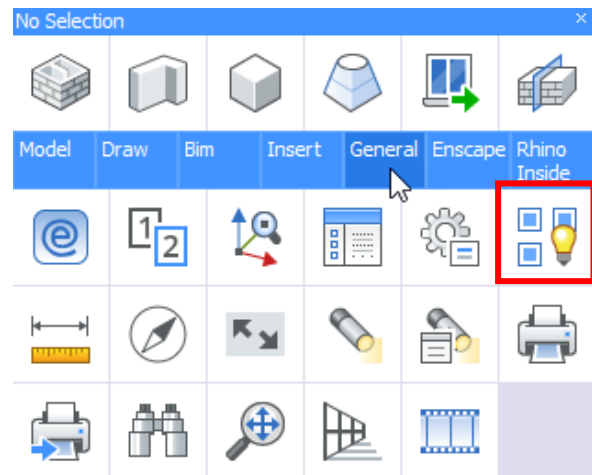 No Selection
Model Draw Bim Insert General Enscape Rhino
Inside
e
1
2